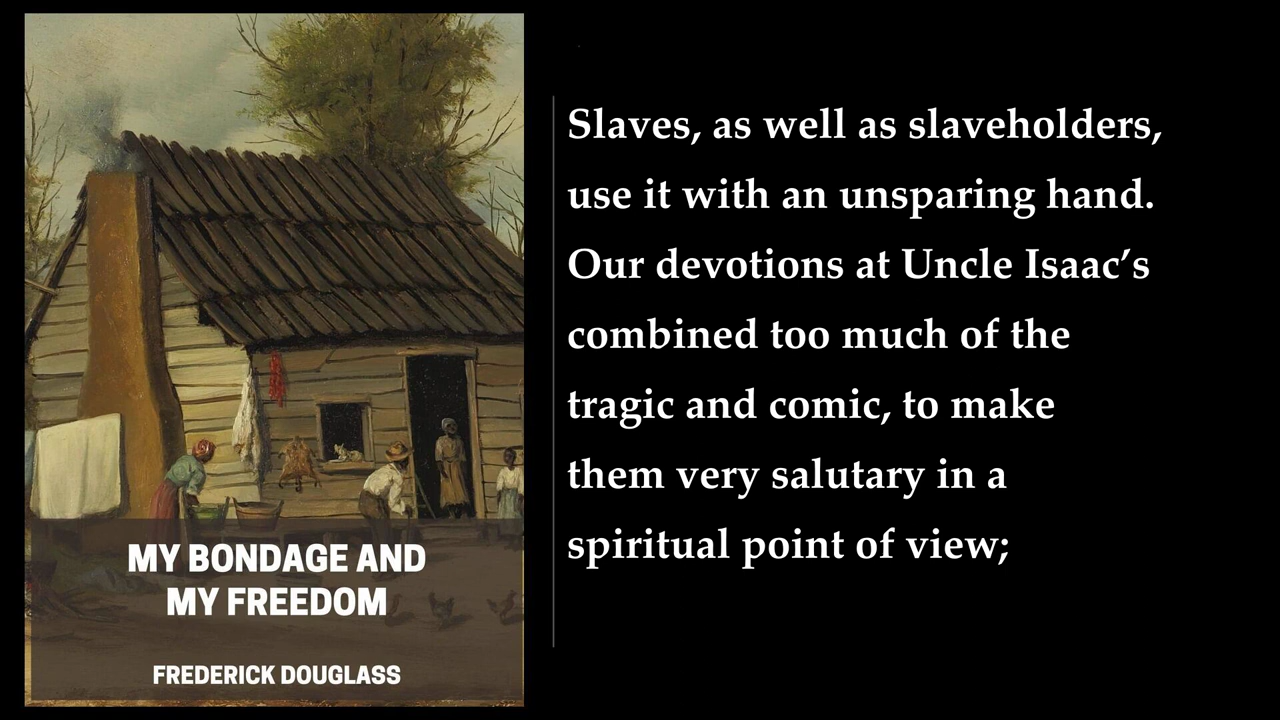 Slaves, as well as slaveholders,
use it with an unsparing hand.
Our devotions at Uncle Isaac’s
combined too much of the
tragic and comic, to make
them very salutary in a
spiritual point of view;
MY BONDAGE AND
MY FREEDOM
FREDERICK DOUGLASS